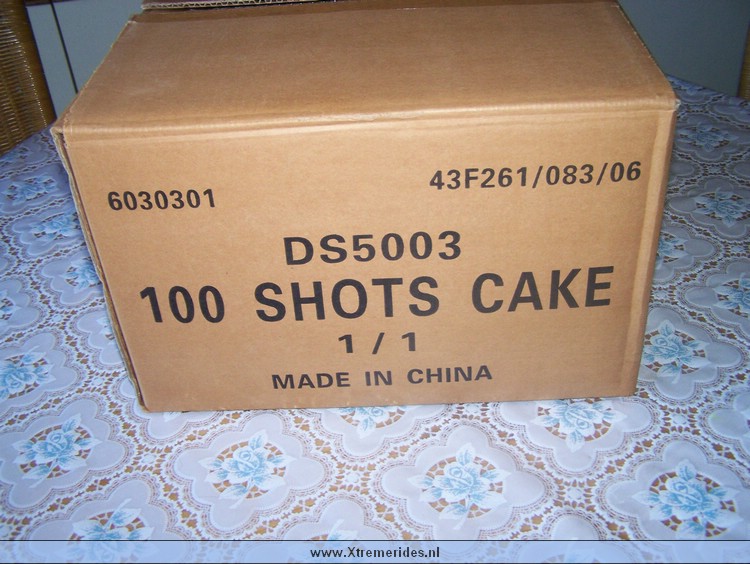 6030301
43F261/083/06
DS5003
100 SHOTS CAKE
1 / 1
MADE IN CHINA
www.Xtremerides.nl